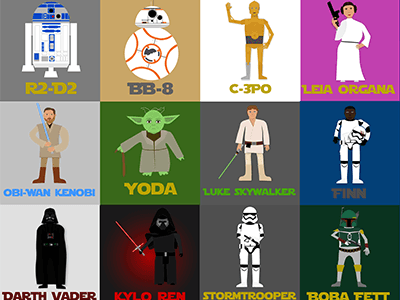 R2-D2
BB-8
C-3PO
LEIA ORGANA
OBI-WAN KENOBI
YODA
LUKE SKYWALKER
FINN
DARTH VADER
KYLO REN
STORMTROOPER
BOBA FETT